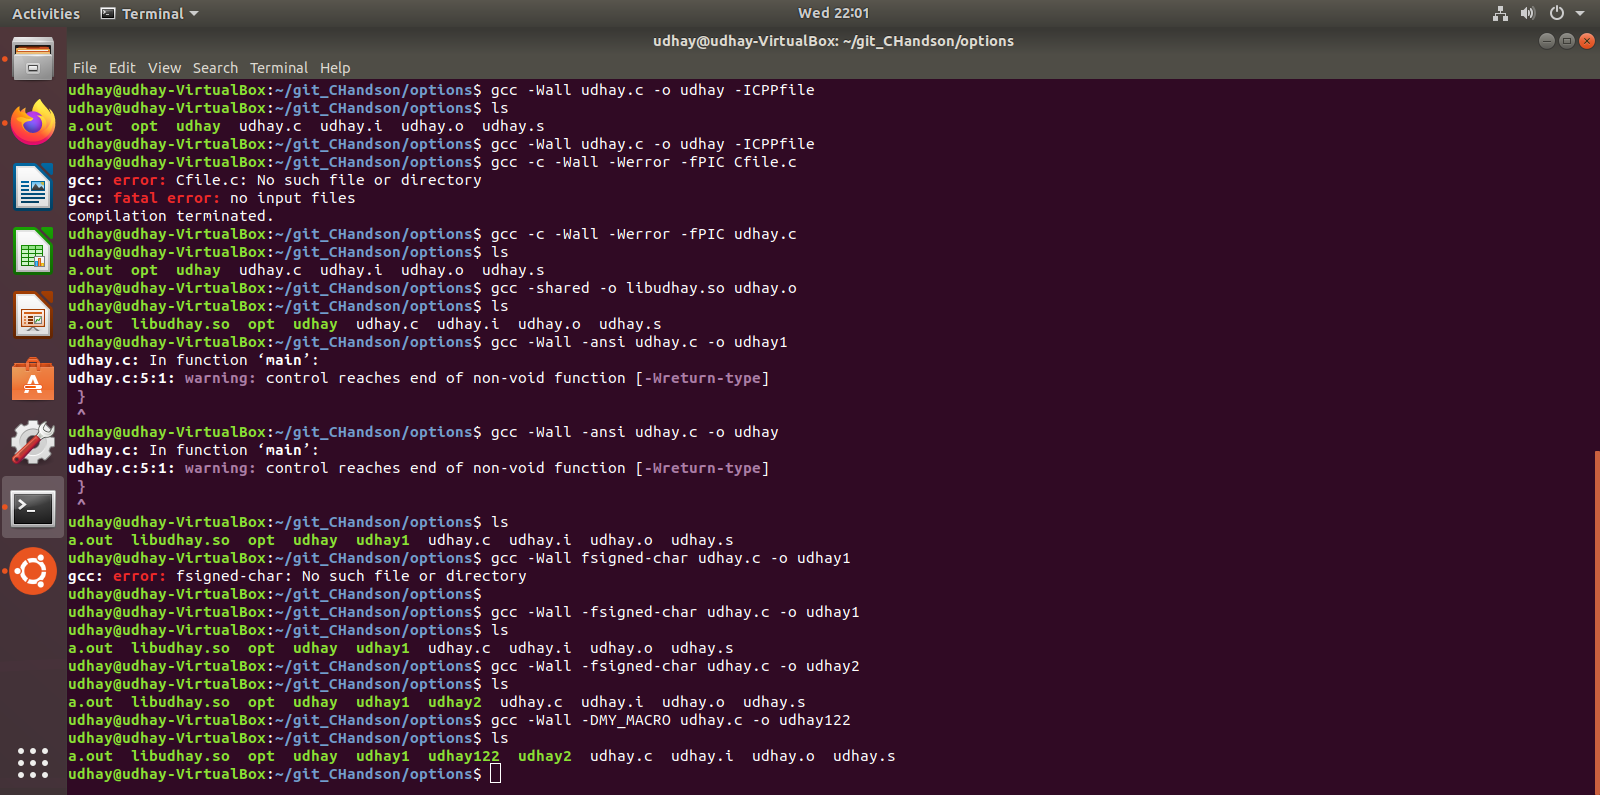 Activities Terminal Wed 22:01
udhay@udhay-VirtualBox: ~/git_CHandson/options
File Edit View Search Terminal Help
udhay@udhay-VirtualBox:~/git_CHandson/options$ gcc -Wall udhay.c -o udhay -ICPPfile
udhay@udhay-VirtualBox:~/git_CHandson/options$ ls
a.out  opt  udhay  udhay.c  udhay.i  udhay.o  udhay.s
udhay@udhay-VirtualBox:~/git_CHandson/options$ gcc -Wall udhay.c -o udhay -ICPPfile
udhay@udhay-VirtualBox:~/git_CHandson/options$ gcc -c -Wall -Werror -fPIC Cfile.c
gcc: error: Cfile.c: No such file or directory
gcc: fatal error: no input files
compilation terminated.
udhay@udhay-VirtualBox:~/git_CHandson/options$ gcc -c -Wall -Werror -fPIC udhay.c
udhay@udhay-VirtualBox:~/git_CHandson/options$ ls
a.out  opt  udhay  udhay.c  udhay.i  udhay.o  udhay.s
udhay@udhay-VirtualBox:~/git_CHandson/options$ gcc -shared -o libudhay.so udhay.o
udhay@udhay-VirtualBox:~/git_CHandson/options$ ls
a.out  libudhay.so  opt  udhay  udhay.c  udhay.i  udhay.o  udhay.s
udhay@udhay-VirtualBox:~/git_CHandson/options$ gcc -Wall -ansi udhay.c -o udhay1
udhay.c: In function ‘main’:
udhay.c:5:1: warning: control reaches end of non-void function [-Wreturn-type]
 }
 ^
udhay@udhay-VirtualBox:~/git_CHandson/options$ gcc -Wall -ansi udhay.c -o udhay
udhay.c: In function ‘main’:
udhay.c:5:1: warning: control reaches end of non-void function [-Wreturn-type]
 }
 ^
udhay@udhay-VirtualBox:~/git_CHandson/options$ ls
a.out  libudhay.so  opt  udhay  udhay1  udhay.c  udhay.i  udhay.o  udhay.s
udhay@udhay-VirtualBox:~/git_CHandson/options$ gcc -Wall fsigned-char udhay.c -o udhay1
gcc: error: fsigned-char: No such file or directory
udhay@udhay-VirtualBox:~/git_CHandson/options$
udhay@udhay-VirtualBox:~/git_CHandson/options$ gcc -Wall -fsigned-char udhay.c -o udhay1
udhay@udhay-VirtualBox:~/git_CHandson/options$ ls
a.out  libudhay.so  opt  udhay  udhay1  udhay.c  udhay.i  udhay.o  udhay.s
udhay@udhay-VirtualBox:~/git_CHandson/options$ gcc -Wall -fsigned-char udhay.c -o udhay2
udhay@udhay-VirtualBox:~/git_CHandson/options$ ls
a.out  libudhay.so  opt  udhay  udhay1  udhay2  udhay.c  udhay.i  udhay.o  udhay.s
udhay@udhay-VirtualBox:~/git_CHandson/options$ gcc -Wall -DMY_MACRO udhay.c -o udhay122
udhay@udhay-VirtualBox:~/git_CHandson/options$ ls
a.out  libudhay.so  opt  udhay  udhay1  udhay122  udhay2  udhay.c  udhay.i  udhay.o  udhay.s
udhay@udhay-VirtualBox:~/git_CHandson/options$